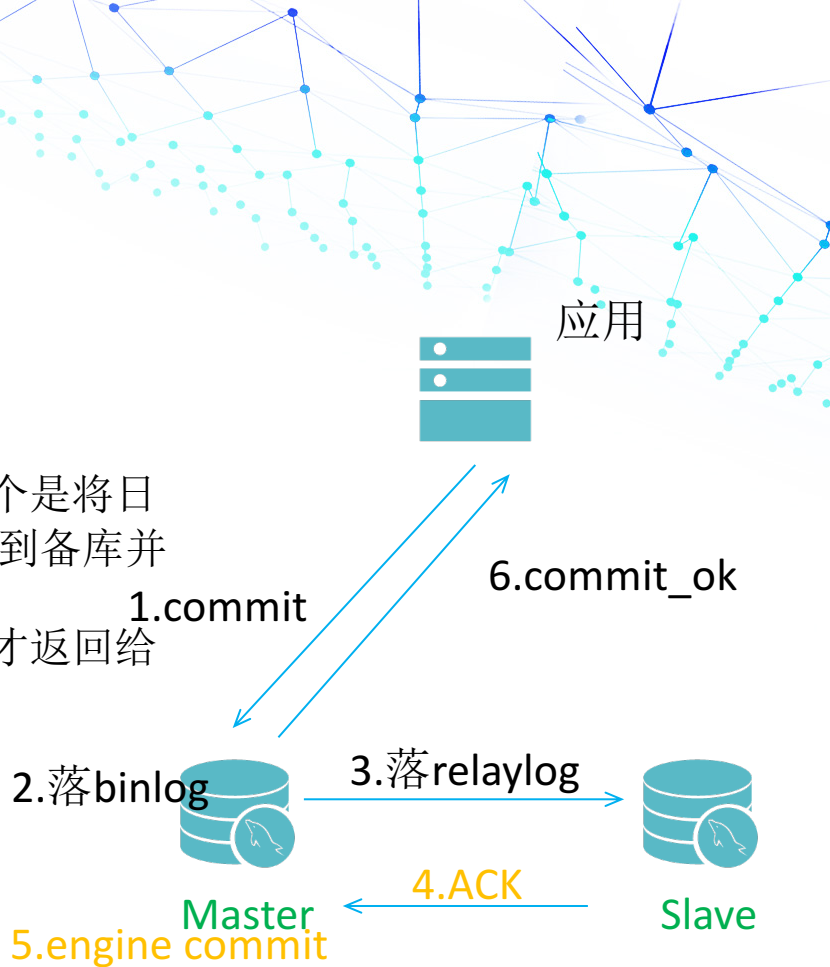 应用
个是将日
到备库并
6.commit_ok
1.commit
才返回给
3.落relaylog
2.落binlog
4.ACK
Master
Slave
5.engine commit